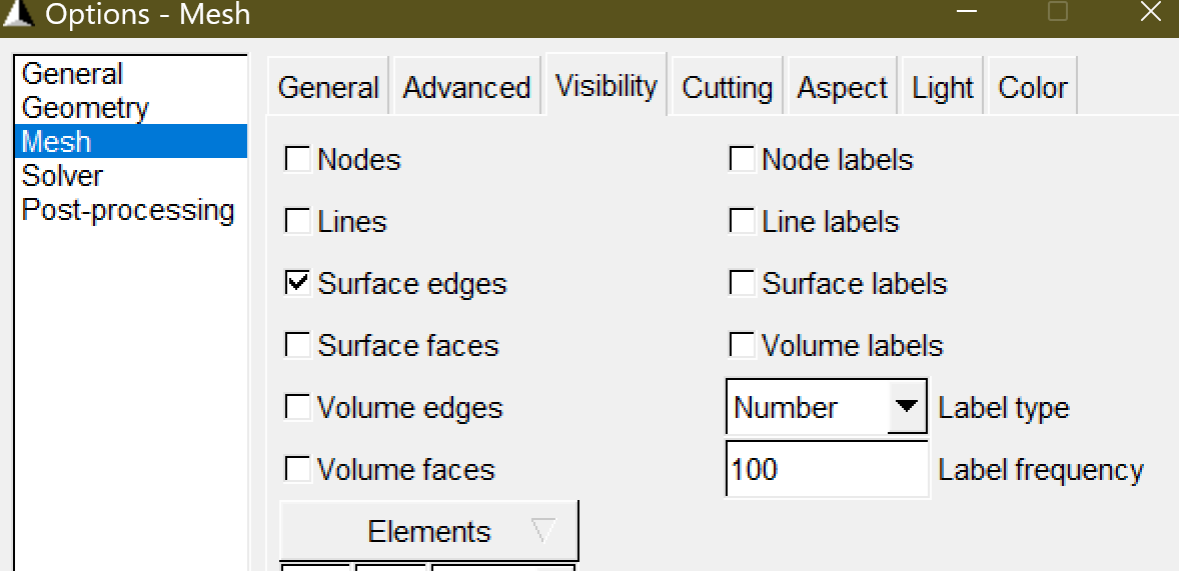 Options - Mesh
General
Geometry
Mesh
Solver
Post-processing
General Advanced Visibility Cutting Aspect Light Color
Nodes Node labels
Lines Line labels
Surface edges Surface labels
Surface faces Volume labels
Volume edges Number Label type
Volume faces 100 Label frequency
Elements